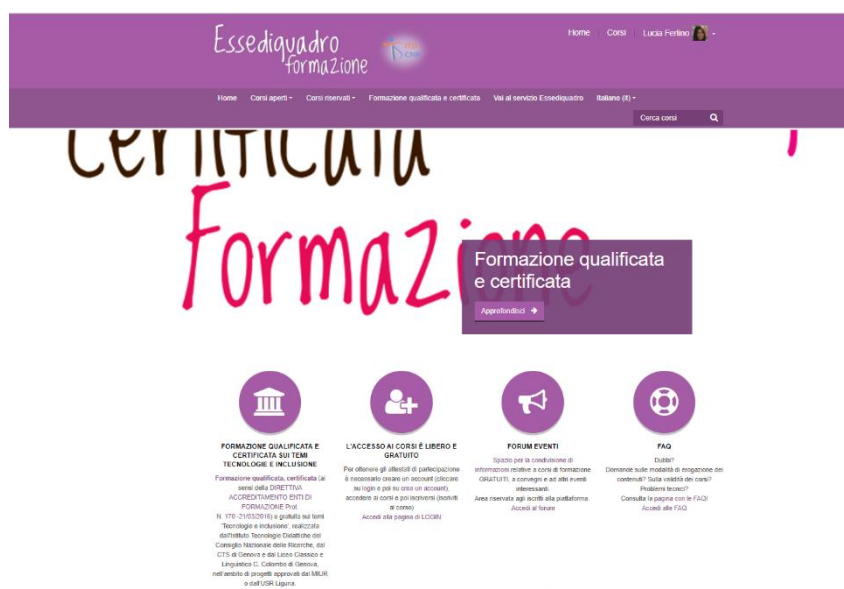 Essediquadro
formazione
ITD
CNR
Home Corsi Lucia Ferlino
Home Corsi aperti Corsi riservati Formazione qualificata e certificata Vai al servizio Essediquadro Italiano (it)
Cerca corsi
Certificata
Formazione
Formazione qualificata
e certificata
Approfondisci
FORMAZIONE QUALIFICATA E
CERTIFICATA SUI TEMI
TECNOLOGIE E INCLUSIONE
Formazione qualificata, certificata (ai
sensi della DIRETTIVA
ACCREDITAMENTO ENTI DI
FORMAZIONE Prot.
N. 170 -21/03/2016) e gratuita sui temi
'Tecnologie e inclusione', realizzata
dall'Istituto Tecnologie Didattiche del
Consiglio Nazionale delle Ricerche, dal
CTS di Genova e dal Liceo Classico e
Linguistico C. Colombo di Genova,
nell'ambito di progetti approvati dal MIUR
o dall'USR Liguria.
L'ACCESSO AI CORSI È LIBERO E
GRATUITO
Per ottenere gli attestati di partecipazione
è necessario creare un account (cliccare
su login e poi su crea un account),
accedere ai corsi e poi iscriversi (iscriviti
al corso)
Accedi alla pagina di LOGIN
FORUM EVENTI
Spazio per la condivisione di
informazioni relative a corsi di formazione
GRATUITI, a convegni e ad altri eventi
interessanti.
Area riservata agli iscritti alla piattaforma.
Accedi al forum
FAQ
Dubbi?
Domande sulle modalità di erogazione dei
contenuti? Sulla validità dei corsi?
Problemi tecnici?
Consulta la pagina con le FAQ!
Accedi alle FAQ